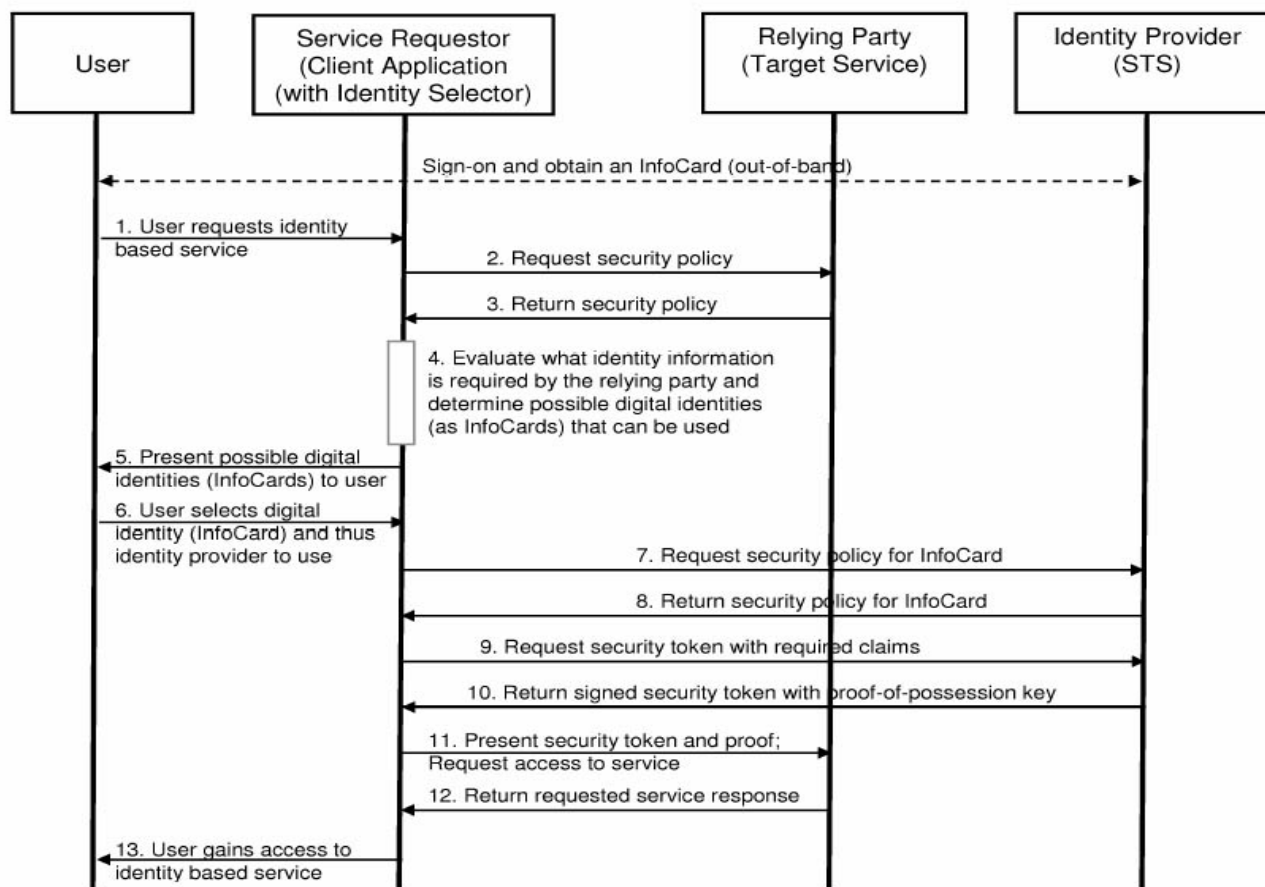 User
Service Requestor
(Client Application
(with Identity Selector)
Relying Party
(Target Service)
Identity Provider
(STS)
Sign-on and obtain an InfoCard (out-of-band)
1. User requests identity
based service
2. Request security policy
3. Return security policy
4. Evaluate what identity information
is required by the relying party and
determine possible digital identities
(as InfoCards) that can be used
5. Present possible digital
identities (InfoCards) to user
6. User selects digital
identity (InfoCard) and thus
identity provider to use
7. Request security policy for InfoCard
8. Return security policy for InfoCard
9. Request security token with required claims
10. Return signed security token with proof-of-possession key
11. Present security token and proof;
Request access to service
12. Return requested service response
13. User gains access to
identity based service